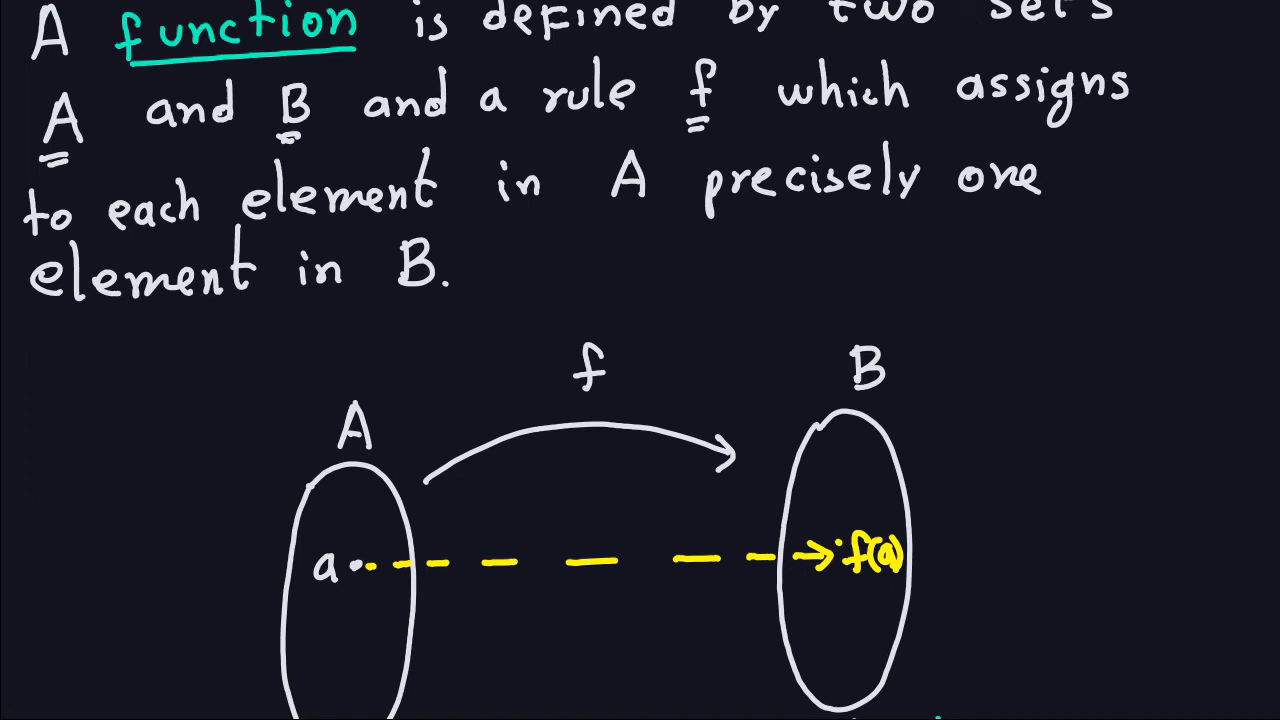 A function is defined by two sets
A and B and a rule f which assigns
to each element in A precisely one
element in B.
f
B
A
a
f(a)